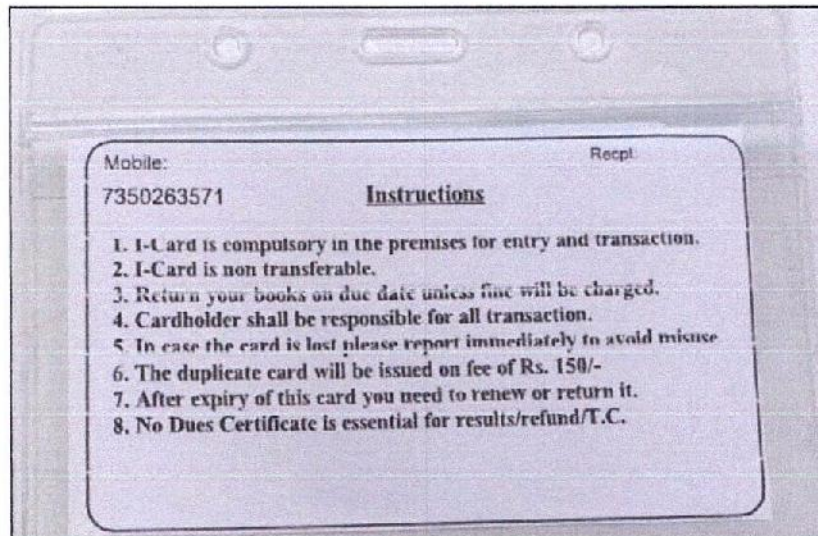 Mobile:
Recpt
7350263571
Instructions
1. I-Card is compulsory in the premises for entry and transaction.
2. I-Card is non transferable.
3. Return your books on due date unless fine will be charged.
4. Cardholder shall be responsible for all transaction.
5. In case the card is lost please report immediately to avoid misuse
6. The duplicate card will be issued on fee of Rs. 150/-
7. After expiry of this card you need to renew or return it.
8. No Dues Certificate is essential for results/refund/T.C.